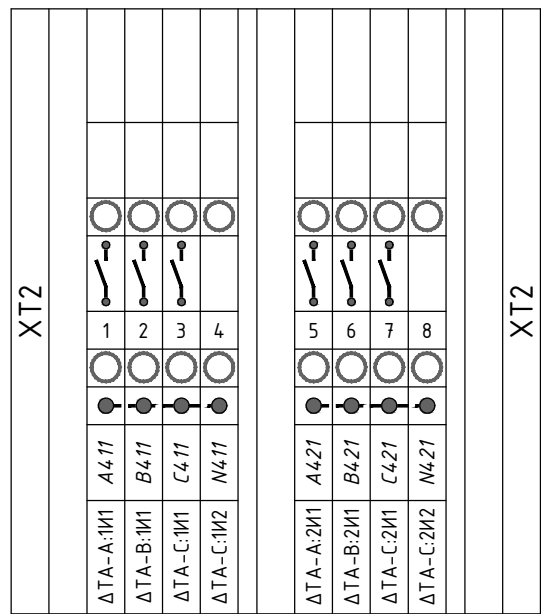 XT2
1 2 3 4
A411
B411
C411
N411
ΔTA-A:1И1
ΔTA-B:1И1
ΔTA-C:1И1
ΔTA-C:1И2
5 6 7 8
A421
B421
C421
N421
ΔTA-A:2И1
ΔTA-B:2И1
ΔTA-C:2И1
ΔTA-C:2И2
XT2